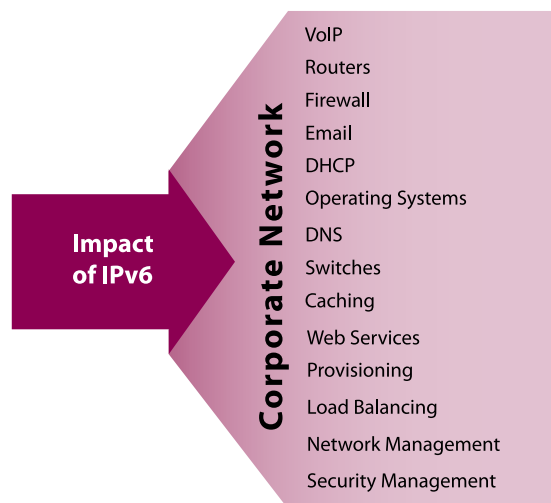 Impact
of IPv6
Corporate Network
VoIP
Routers
Firewall
Email
DHCP
Operating Systems
DNS
Switches
Caching
Web Services
Provisioning
Load Balancing
Network Management
Security Management